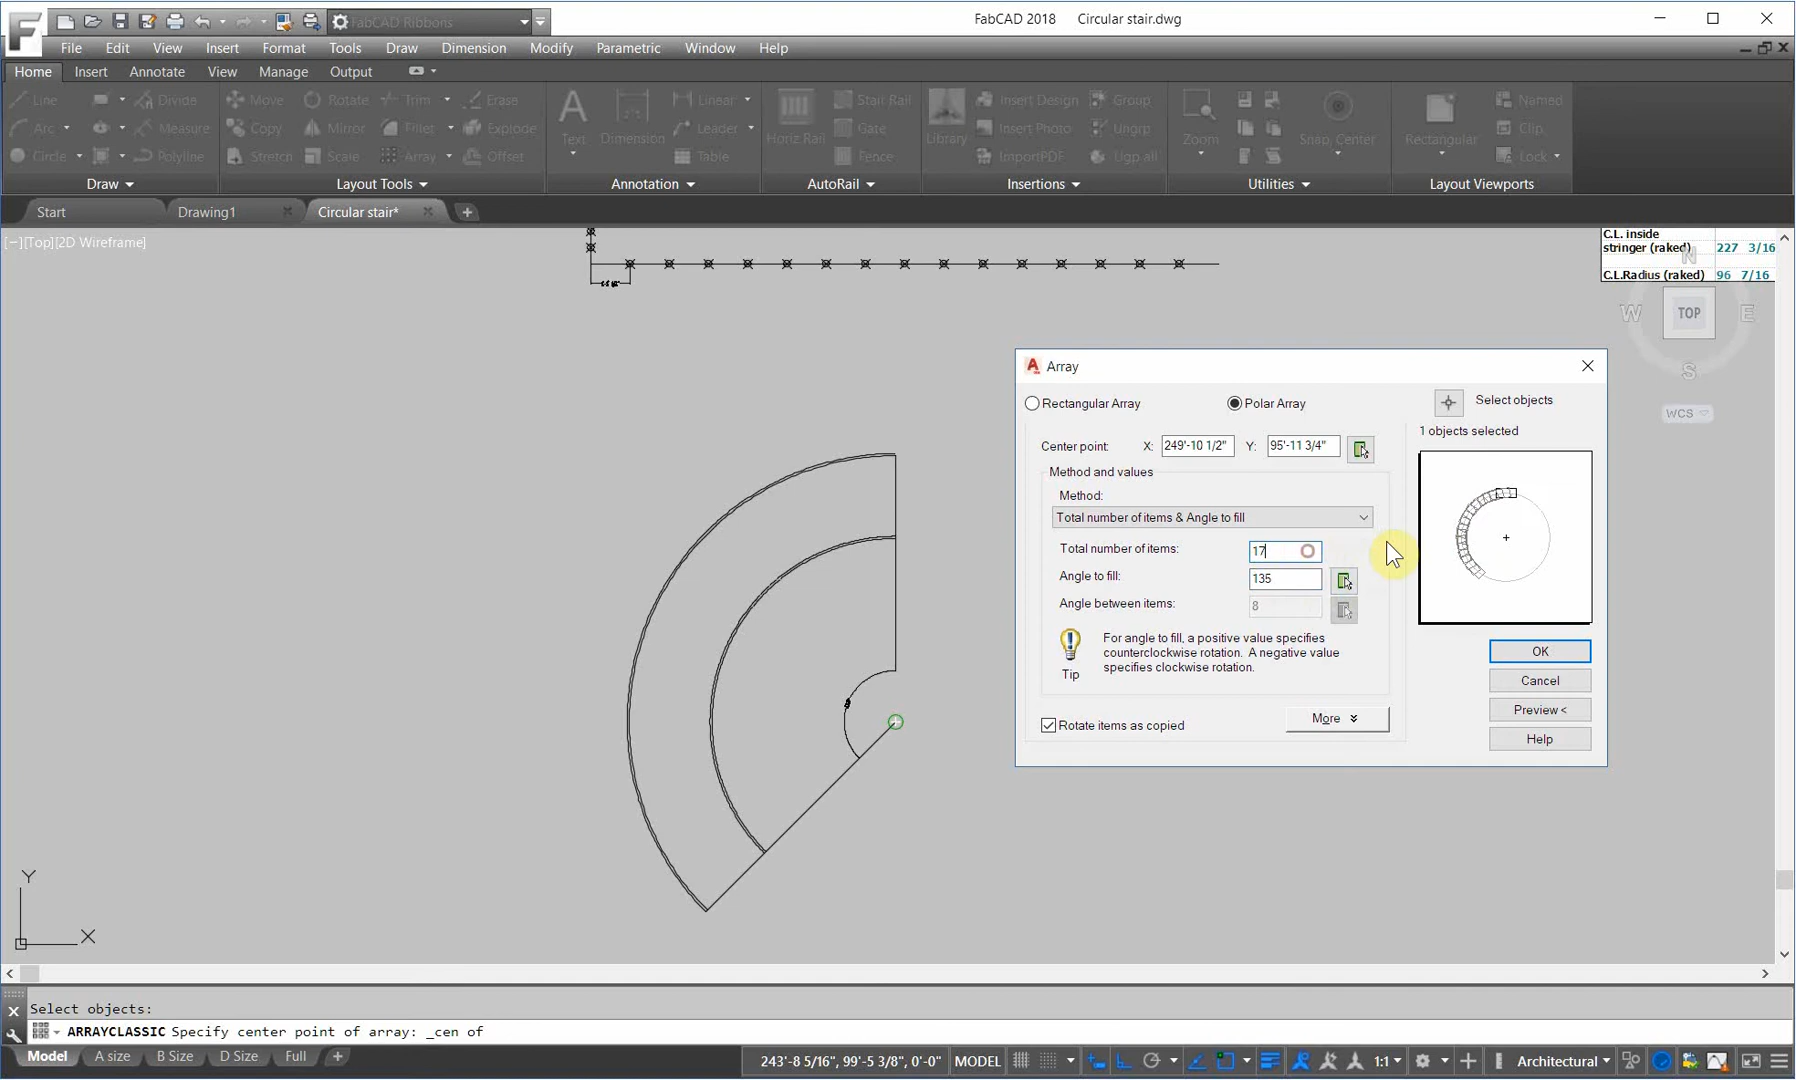 FabCAD Ribbons
FabCAD 2018 Circular stair.dwg
File Edit View Insert Format Tools Draw Dimension Modify Parametric Window Help
Home Insert Annotate View Manage Output
Line Divide Move Rotate Trim Erase Linear Stair Rail Insert Design Group Named
Arc Measure Copy Mirror Fillet Explode Leader Gate Insert Photo Ungrp Clip
Circle Polyline Stretch Scale Array Offset Table Fence ImportPDF Ugp all Lock
Text Dimension Horiz Rail Library Zoom Snap, Center Rectangular
Draw Layout Tools Annotation AutoRail Insertions Utilities Layout Viewports
Start Drawing1 Circular stair* +
[−][Top][2D Wireframe]
C.L. inside
stringer (raked) 227 3/16
C.L.Radius (raked) 96 7/16
N
W TOP E
S
WCS
Array
Rectangular Array Polar Array Select objects
1 objects selected
Center point: X: 249'-10 1/2" Y: 95'-11 3/4"
Method and values
Method:
Total number of items & Angle to fill
Total number of items: 17
Angle to fill: 135
Angle between items: 8
Tip
For angle to fill, a positive value specifies
counterclockwise rotation. A negative value
specifies clockwise rotation.
Rotate items as copied More
OK
Cancel
Preview <
Help
Y
X
Select objects:
ARRAYCLASSIC Specify center point of array: _cen of
Model A size B Size D Size Full +
243'-8 5/16", 99'-5 3/8", 0'-0" MODEL 1:1 Architectural